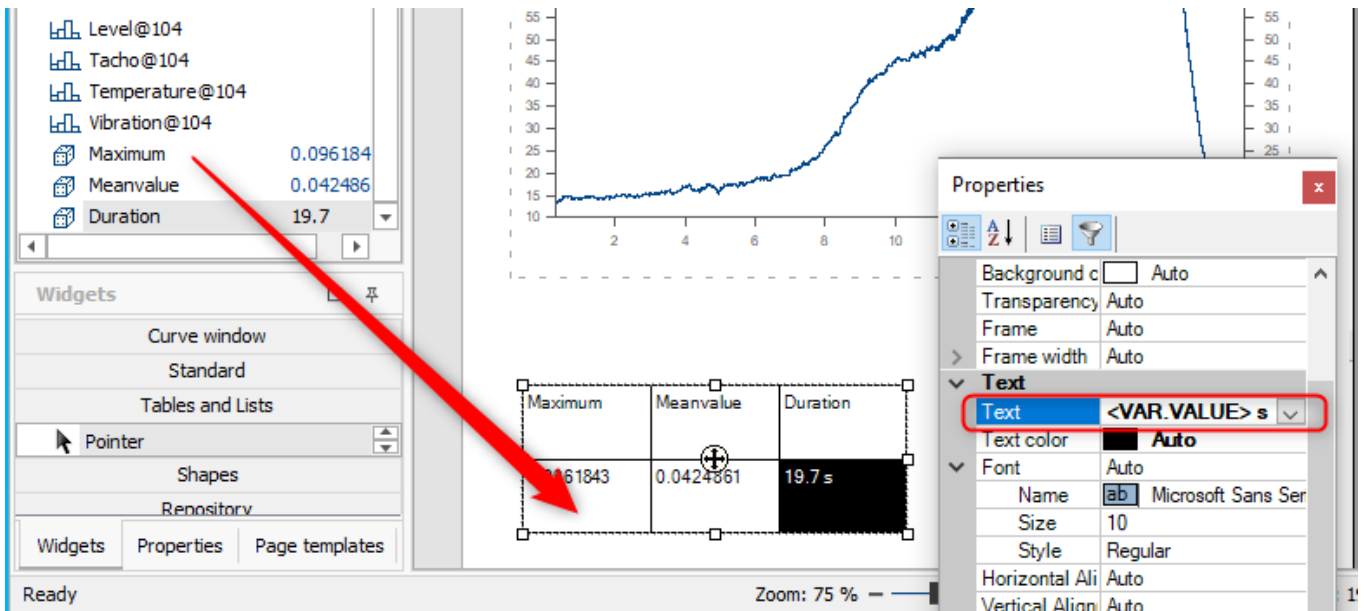 Level@104
Tacho@104
Temperature@104
Vibration@104
Maximum 0.096184
Meanvalue 0.042486
Duration 19.7
Widgets
Curve window
Standard
Tables and Lists
Pointer
Shapes
Repository
Widgets Properties Page templates
55 55
50 50
45 45
40 40
35 35
30 30
25 25
20
15
10
2 4 6 8 10
Maximum Meanvalue Duration
61843 0.0424861 19.7 s
Properties x
Background c Auto
Transparency Auto
Frame Auto
Frame width Auto
Text
Text <VAR.VALUE> s
Text color Auto
Font Auto
Name ab Microsoft Sans Ser
Size 10
Style Regular
Horizontal Ali Auto
Vertical Align Auto
Ready Zoom: 75 %